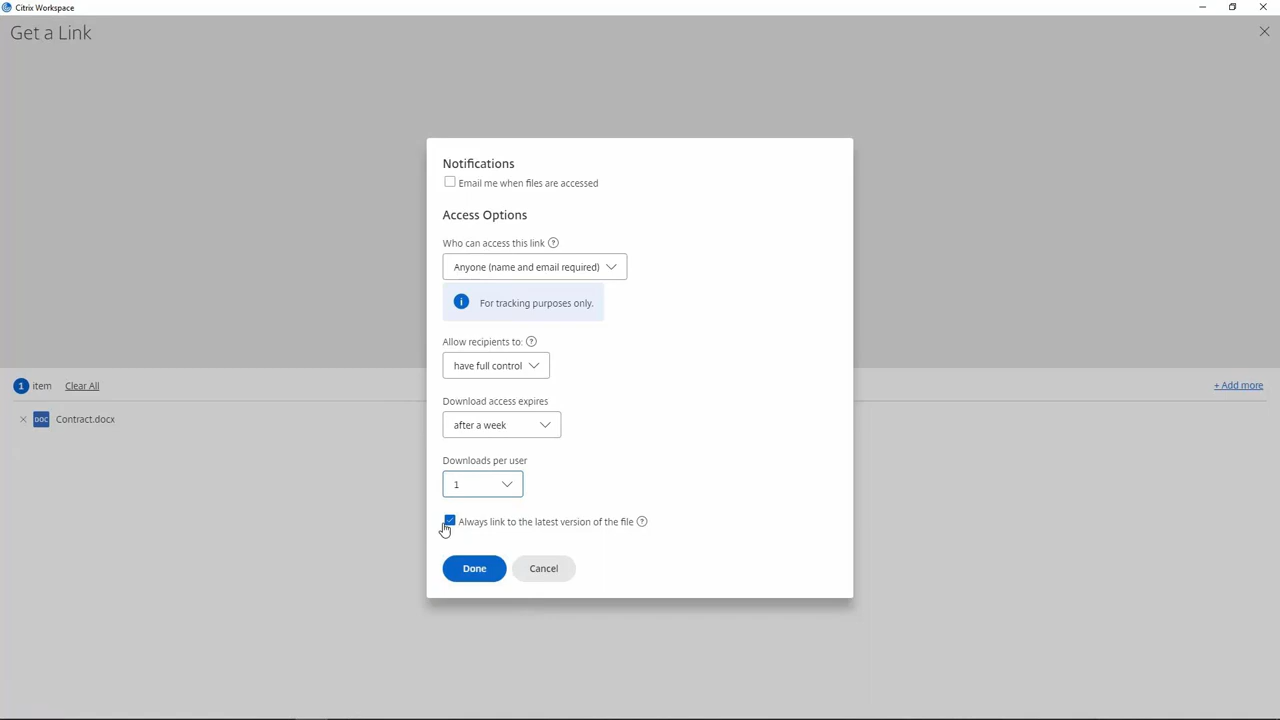 Citrix Workspace
Get a Link
Notifications
Email me when files are accessed
Access Options
Who can access this link ?
Anyone (name and email required)
i For tracking purposes only.
Allow recipients to: ?
have full control
Download access expires
after a week
Downloads per user
1
Always link to the latest version of the file ?
Done Cancel
1 item Clear All + Add more
DOC Contract.docx